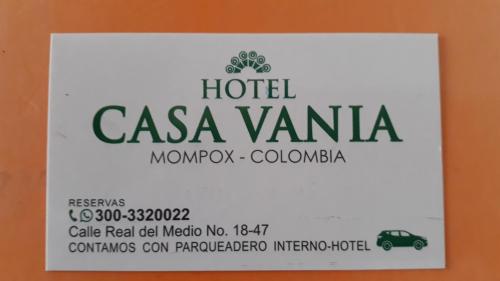 HOTEL
CASA VANIA
MOMPOX - COLOMBIA
RESERVAS
300-3320022
Calle Real del Medio No. 18-47
CONTAMOS CON PARQUEADERO INTERNO-HOTEL